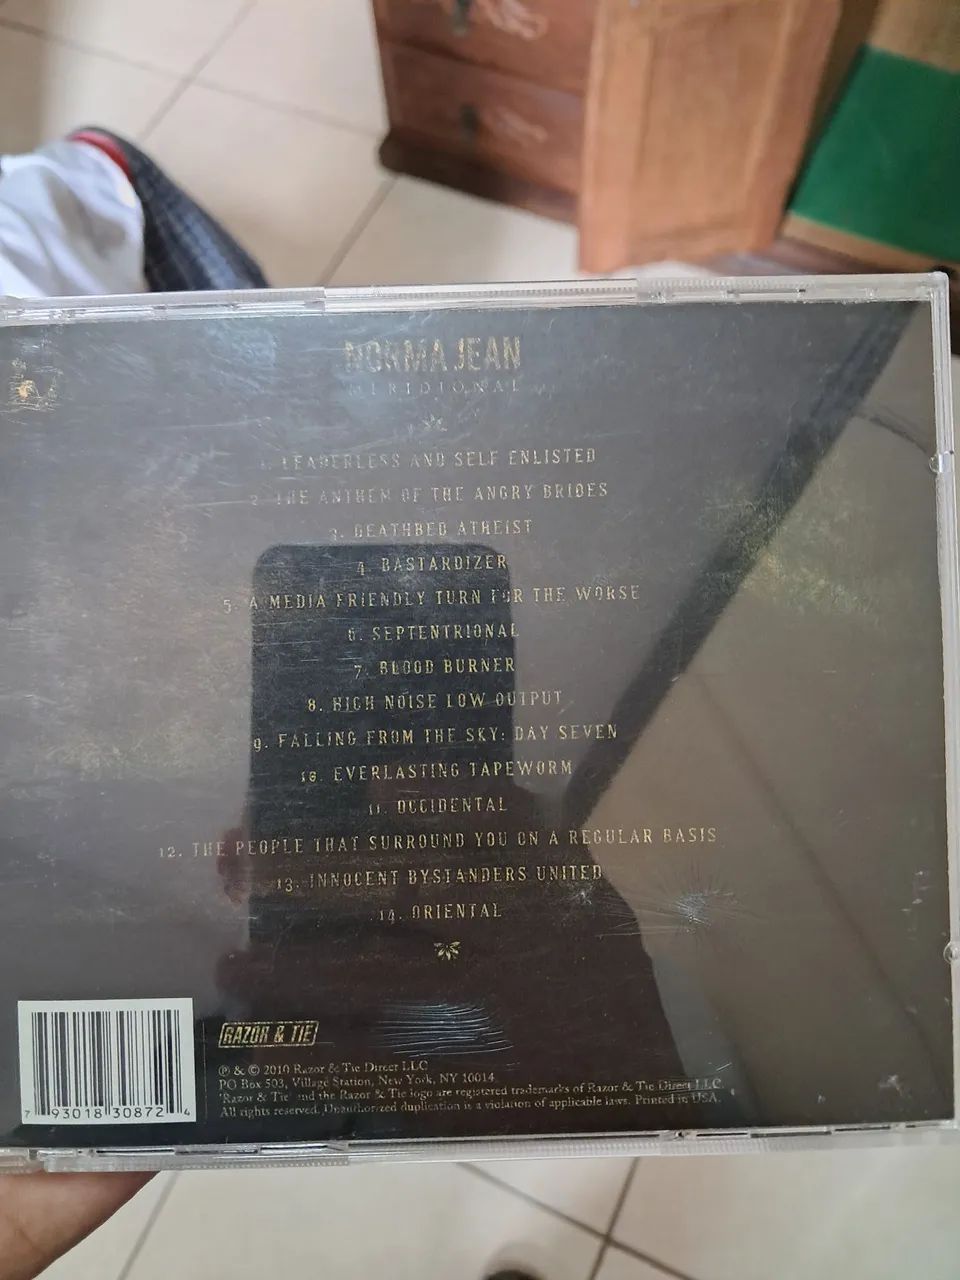 NORMA JEAN
MERIDIONAL
1. LEADERLESS AND SELF ENLISTED
2. THE ANTHEM OF THE ANGRY BRIDES
3. DEATHBED ATHEIST
4. BASTARDIZER
5. A MEDIA FRIENDLY TURN FOR THE WORSE
6. SEPTENTRIONAL
7. BLOOD BURNER
8. HIGH NOISE LOW OUTPUT
9. FALLING FROM THE SKY: DAY SEVEN
10. EVERLASTING TAPEWORM
11. OCCIDENTAL
12. THE PEOPLE THAT SURROUND YOU ON A REGULAR BASIS
13. INNOCENT BYSTANDERS UNITED
14. ORIENTAL
RAZOR & TIE
℗ & © 2010 Razor & Tie Direct LLC
PO Box 503, Village Station, New York, NY 10014
'Razor & Tie' and the Razor & Tie logo are registered trademarks of Razor & Tie Direct LLC
All rights reserved. Unauthorized duplication is a violation of applicable laws. Printed in USA.
7 93018 30872 4